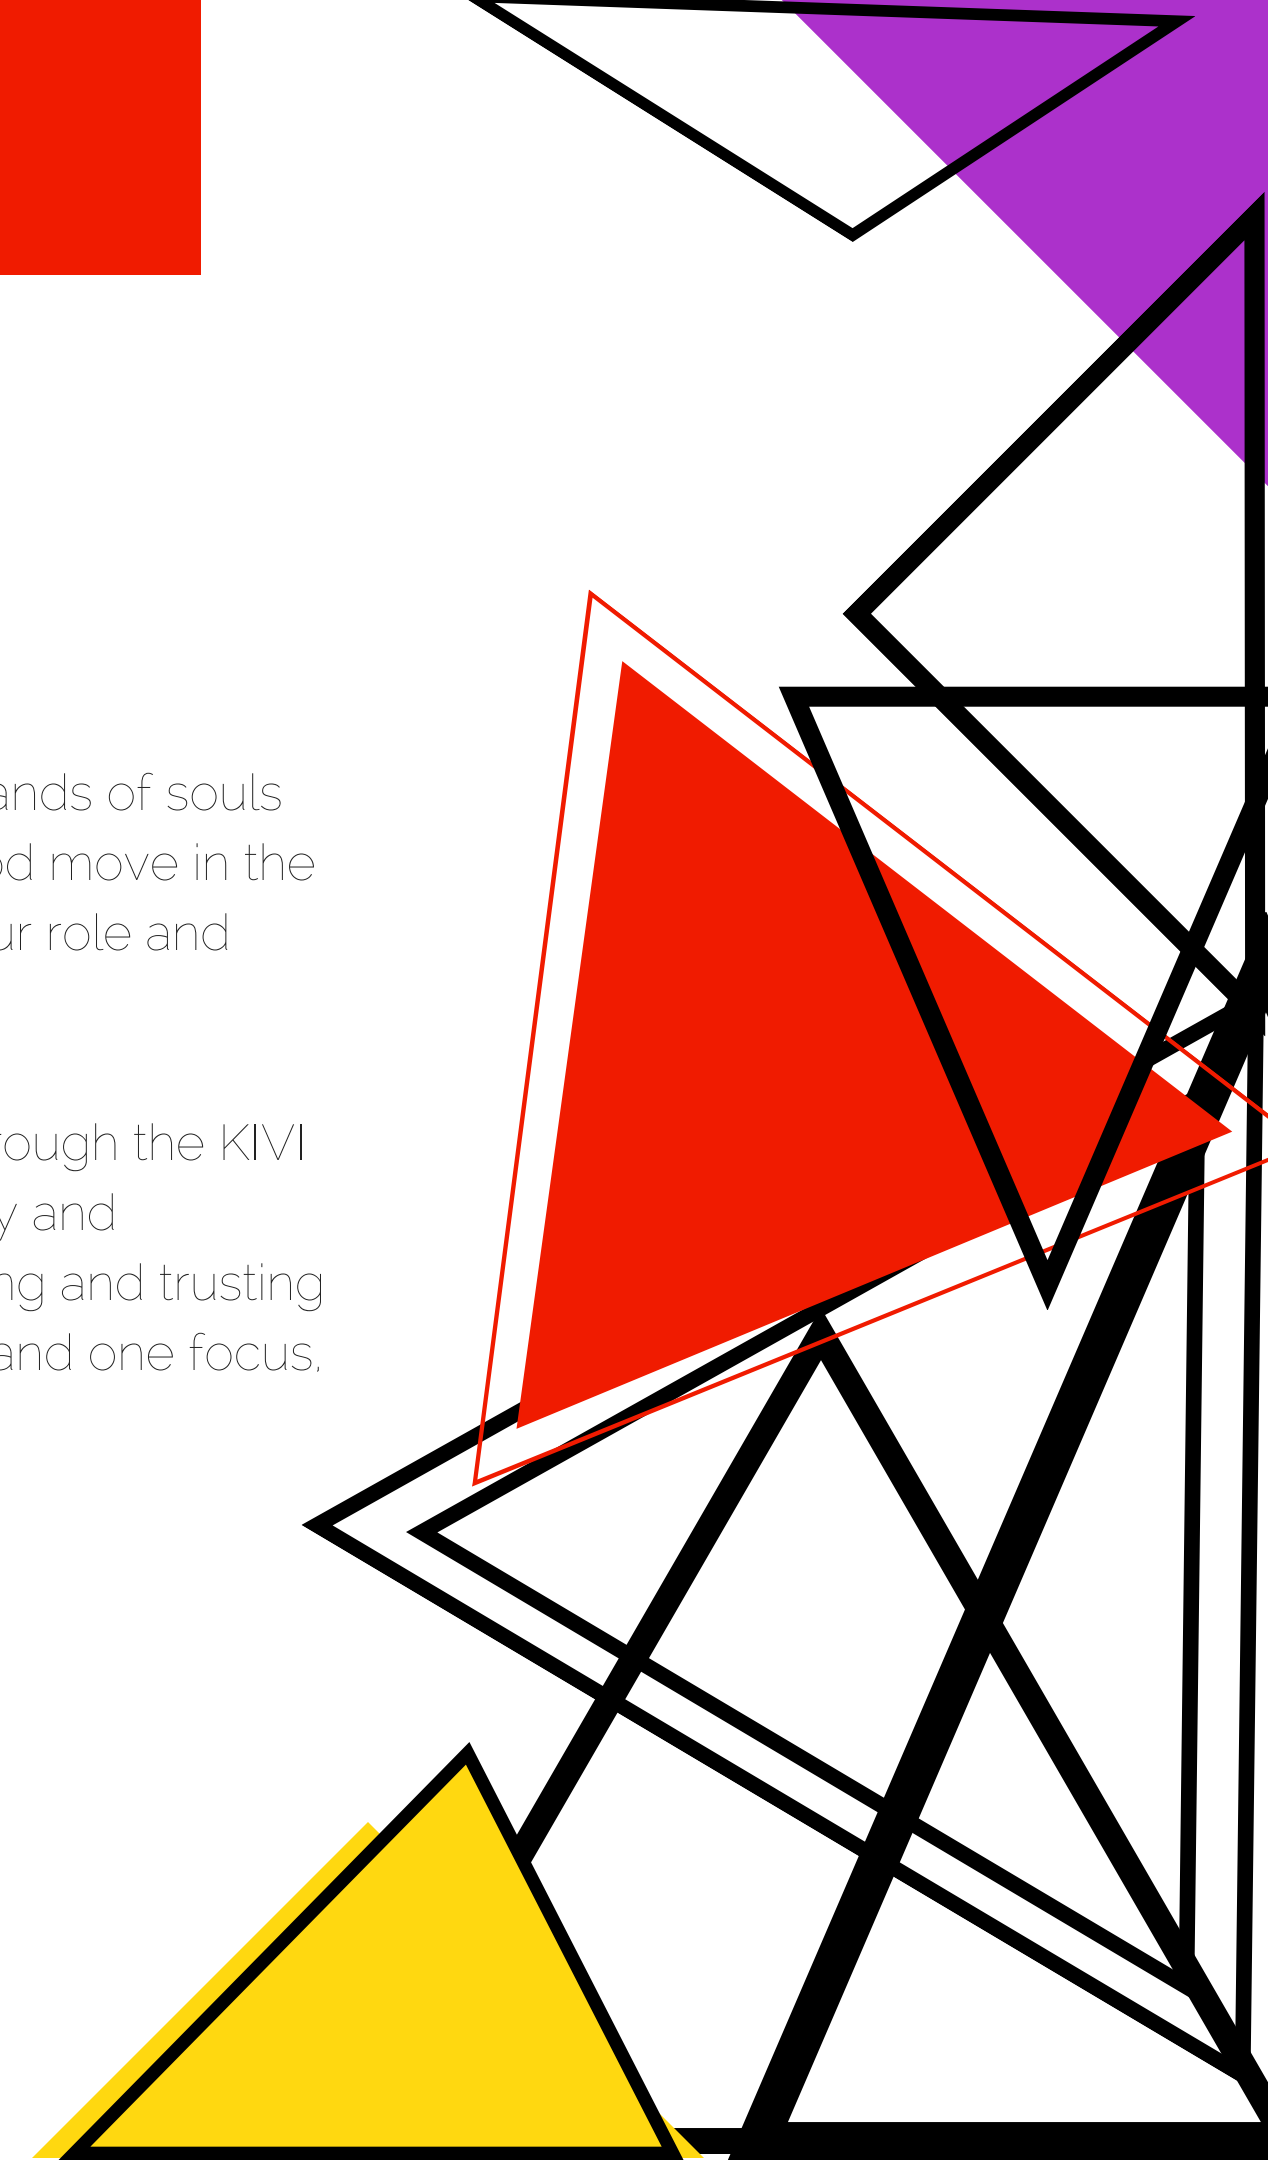 ands of souls
od move in the
ur role and
rough the KIVI
y and
ng and trusting
and one focus,